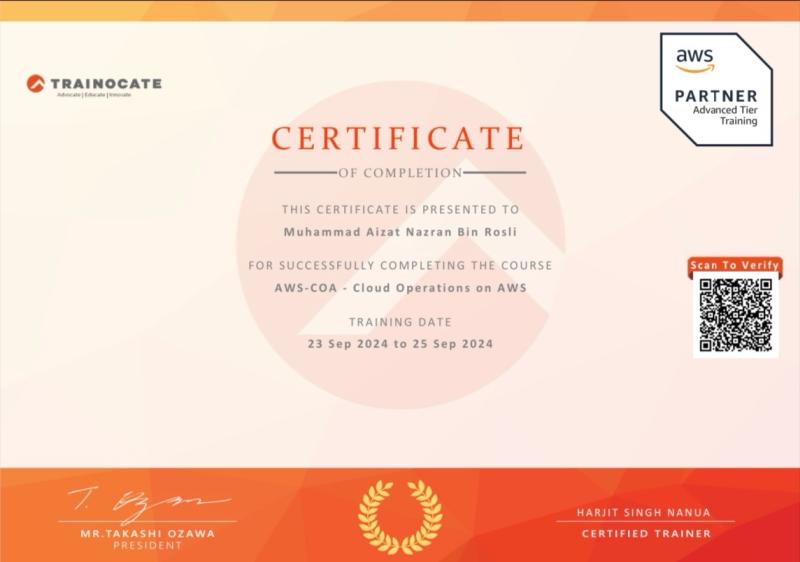 TRAINOCATE
Advocate | Educate | Innovate
aws
PARTNER
Advanced Tier
Training
CERTIFICATE
OF COMPLETION
THIS CERTIFICATE IS PRESENTED TO
Muhammad Aizat Nazran Bin Rosli
FOR SUCCESSFULLY COMPLETING THE COURSE
AWS-COA - Cloud Operations on AWS
TRAINING DATE
23 Sep 2024 to 25 Sep 2024
Scan To Verify
MR.TAKASHI OZAWA
PRESIDENT
HARJIT SINGH NANUA
CERTIFIED TRAINER